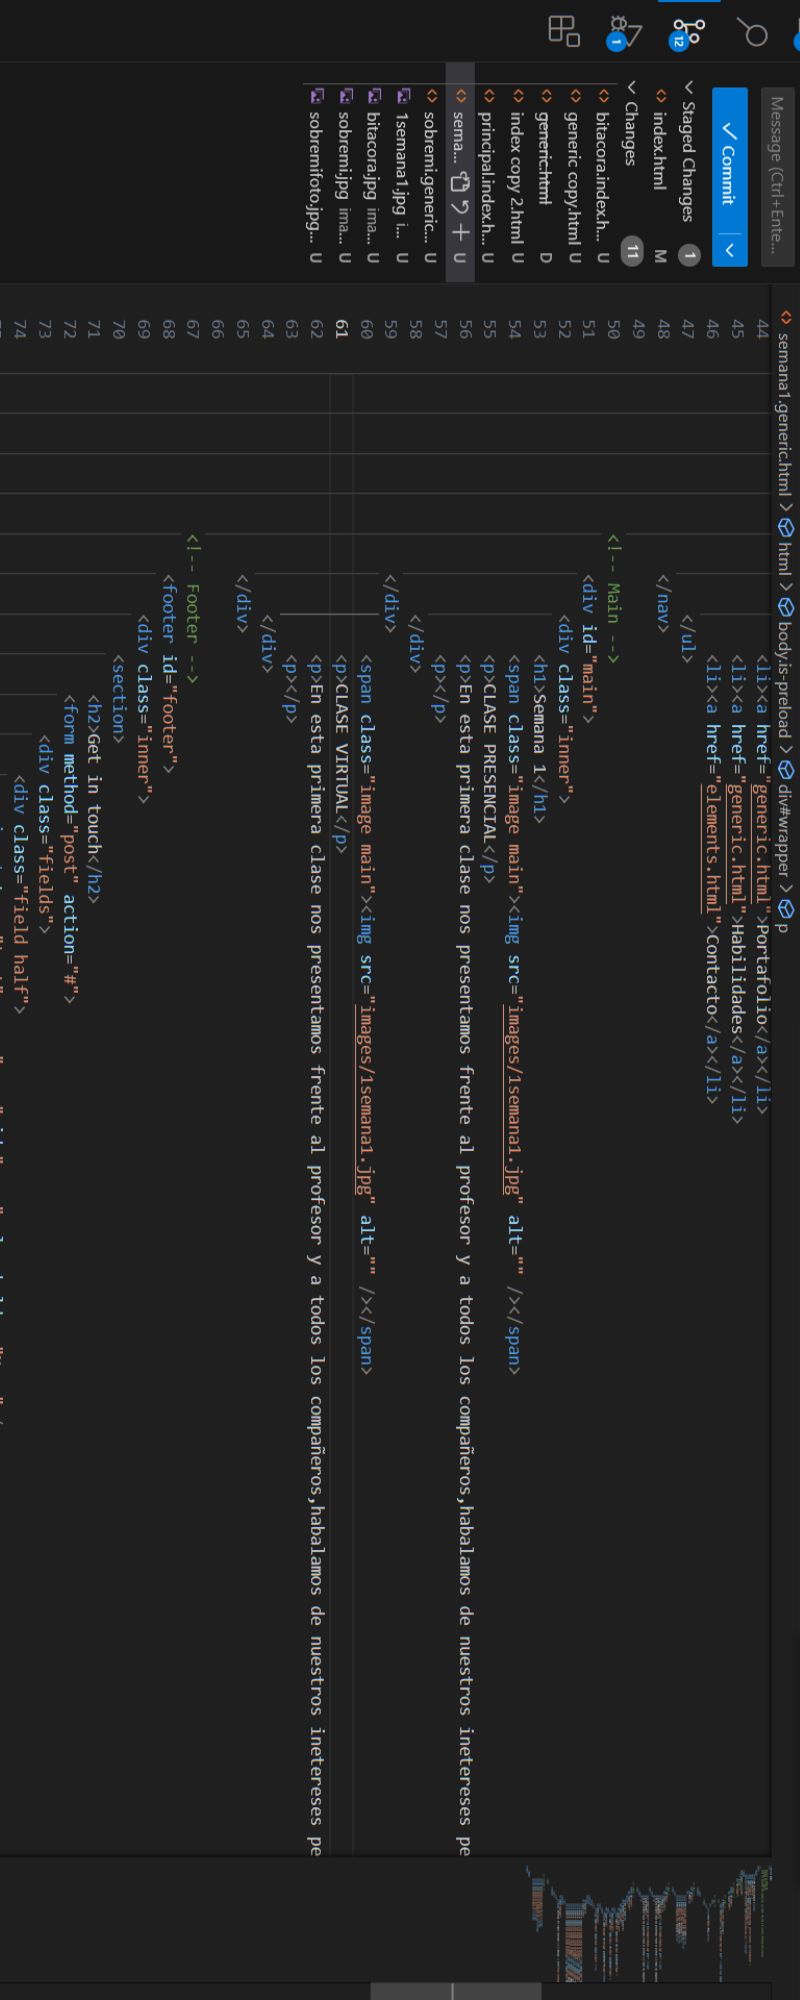 Message (Ctrl+Ente...
Commit
Staged Changes 1
index.html M
Changes 11
bitacora.index.h... U
generic copy.html U
generic.html D
index copy 2.html U
principal.index.h... U
sema... U
sobremi.generic... U
1semana1.jpg i... U
bitacora.jpg ima... U
sobremi.jpg ima... U
sobremifoto.jpg... U
12
1
semana1.generic.html > html > body.is-preload > div#wrapper > p
44 <li><a href="generic.html">Portafolio</a></li>
45 <li><a href="generic.html">Habilidades</a></li>
46 <li><a href="elements.html">Contacto</a></li>
47 </ul>
48 </nav>
49
50 <!-- Main -->
51 <div id="main">
52 <div class="inner">
53 <h1>Semana 1</h1>
54 <span class="image main"><img src="images/1semana1.jpg" alt="" /></span>
55 <p>CLASE PRESENCIAL</p>
56 <p>En esta primera clase nos presentamos frente al profesor y a todos los compañeros,habalamos de nuestros inetereses pe
57 <p></p>
58 </div>
59 </div>
60 <span class="image main"><img src="images/1semana1.jpg" alt="" /></span>
61 <p>CLASE VIRTUAL</p>
62 <p>En esta primera clase nos presentamos frente al profesor y a todos los compañeros,habalamos de nuestros inetereses pe
63 <p></p>
64 </div>
65 </div>
66
67 <!-- Footer -->
68 <footer id="footer">
69 <div class="inner">
70 <section>
71 <h2>Get in touch</h2>
72 <form method="post" action="#">
73 <div class="fields">
74 <div class="field half">